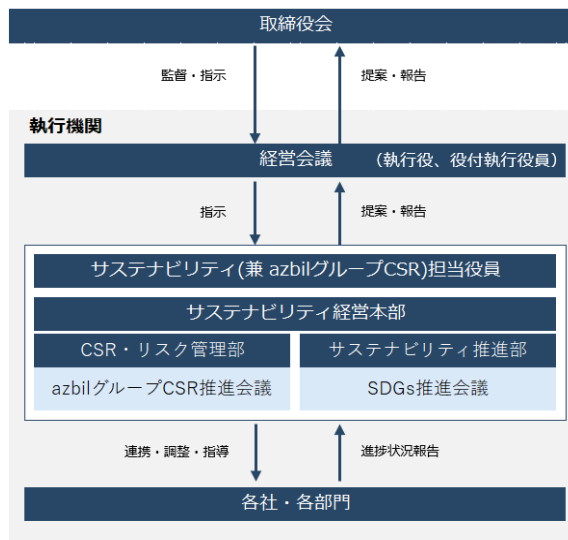 取締役会
監督・指示
提案・報告
執行機関
経営会議 (執行役、役付執行役員)
指示
提案・報告
サステナビリティ(兼 azbilグループCSR)担当役員
サステナビリティ経営本部
CSR・リスク管理部
サステナビリティ推進部
azbilグループCSR推進会議
SDGs推進会議
連携・調整・指導
進捗状況報告
各社・各部門